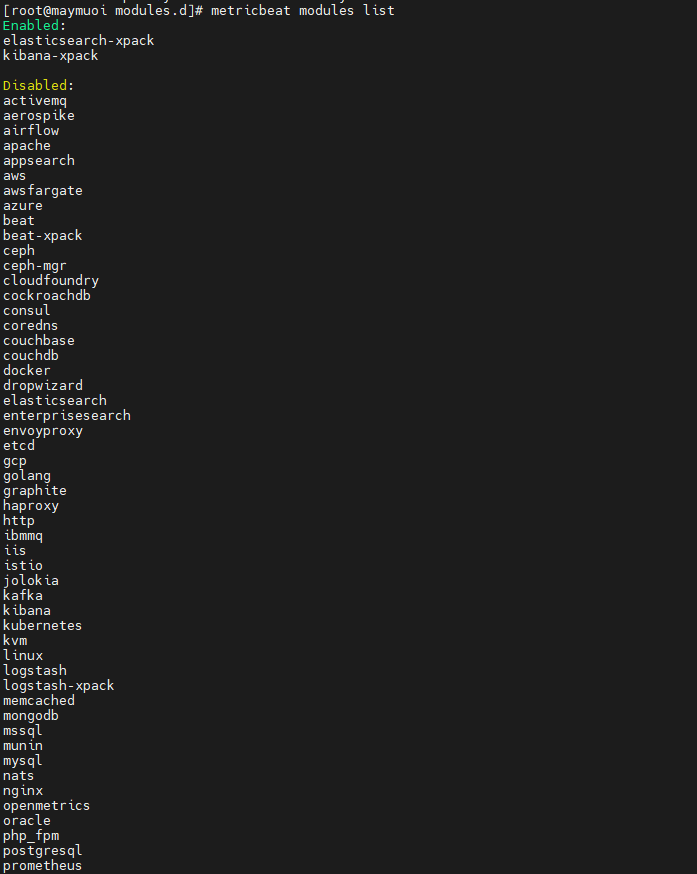 [root@maymuoi modules.d]# metricbeat modules list
Enabled:
elasticsearch-xpack
kibana-xpack
Disabled:
activemq
aerospike
airflow
apache
appsearch
aws
awsfargate
azure
beat
beat-xpack
ceph
ceph-mgr
cloudfoundry
cockroachdb
consul
coredns
couchbase
couchdb
docker
dropwizard
elasticsearch
enterprisesearch
envoyproxy
etcd
gcp
golang
graphite
haproxy
http
ibmmq
iis
istio
jolokia
kafka
kibana
kubernetes
kvm
linux
logstash
logstash-xpack
memcached
mongodb
mssql
munin
mysql
nats
nginx
openmetrics
oracle
php_fpm
postgresql
prometheus